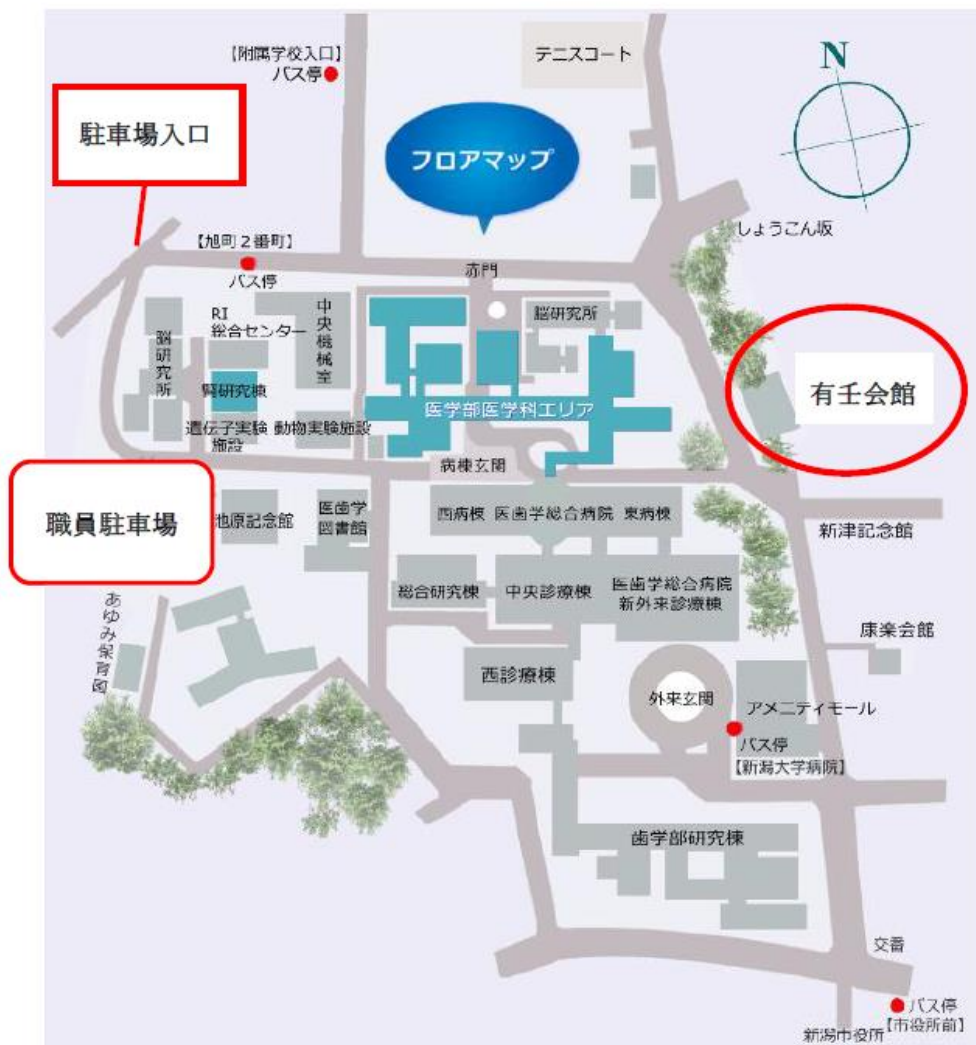 【附属学校入口】
バス停
テニスコート
N
駐車場入口
フロアマップ
しょうこん坂
【旭町2番町】
バス停
赤門
RI
総合センター
中央機械室
脳研究所
脳研究所
腎研究棟
医学部医学科エリア
有壬会館
遺伝子実験
施設
動物実験施設
病棟玄関
職員駐車場
池原記念館
医歯学
図書館
西病棟 医歯学総合病院 東病棟
新津記念館
総合研究棟
中央診療棟
医歯学総合病院
新外来診療棟
あゆみ保育園
康楽会館
西診療棟
外来玄関
アメニティモール
バス停
【新潟大学病院】
歯学部研究棟
交番
バス停
【市役所前】
新潟市役所